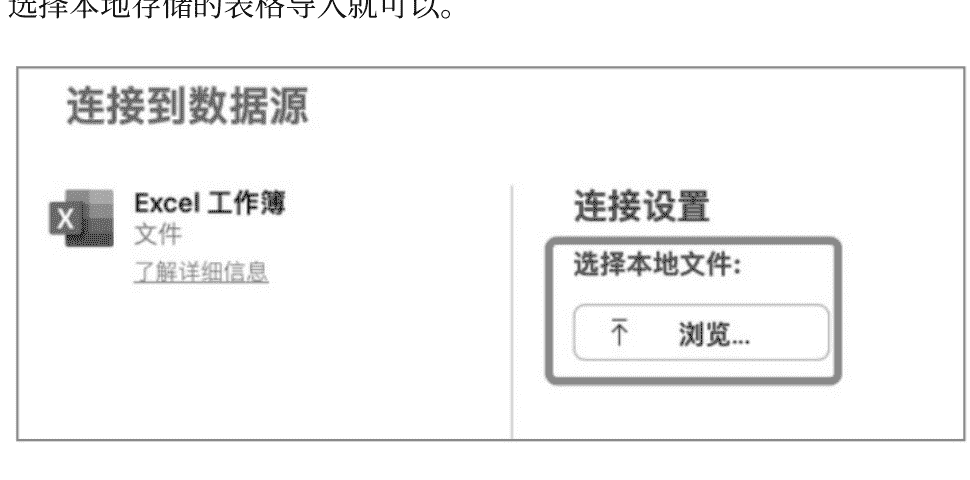 选择本地存储的表格导入就可以。
连接到数据源
Excel 工作簿
文件
了解详细信息
连接设置
选择本地文件:
浏览...